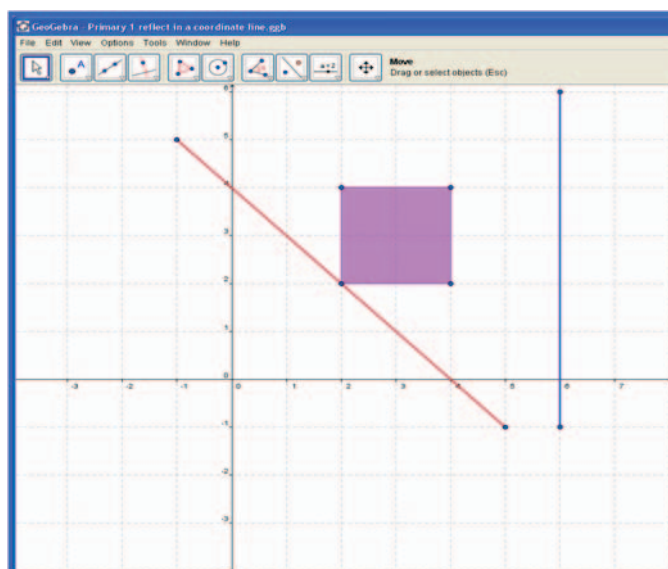 GeoGebra - Primary 1 reflect in a coordinate line.ggb
File Edit View Options Tools Window Help
A
a=2
Move
Drag or select objects (Esc)
6
5
4
3
2
1
0
-3 -2 -1 0 1 2 3 4 5 6 7
-1
-2
-3